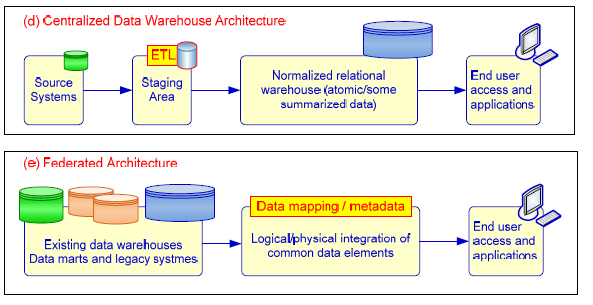 (d) Centralized Data Warehouse Architecture
ETL
Source
Systems
Staging
Area
Normalized relational
warehouse (atomic/some
summarized data)
End user
access and
applications
(e) Federated Architecture
Data mapping / metadata
Existing data warehouses
Data marts and legacy systmes
Logical/physical integration of
common data elements
End user
access and
applications